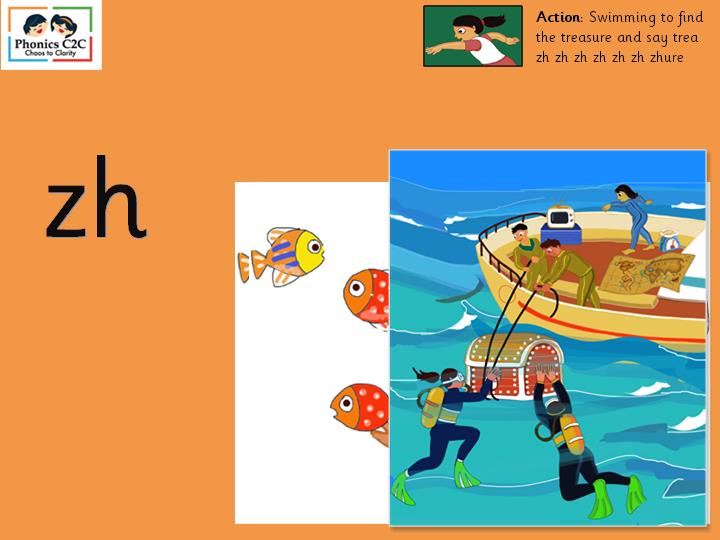 Phonics C2C
Chaos to Clarity
Action: Swimming to find
the treasure and say trea
zh zh zh zh zh zh zhure
zh